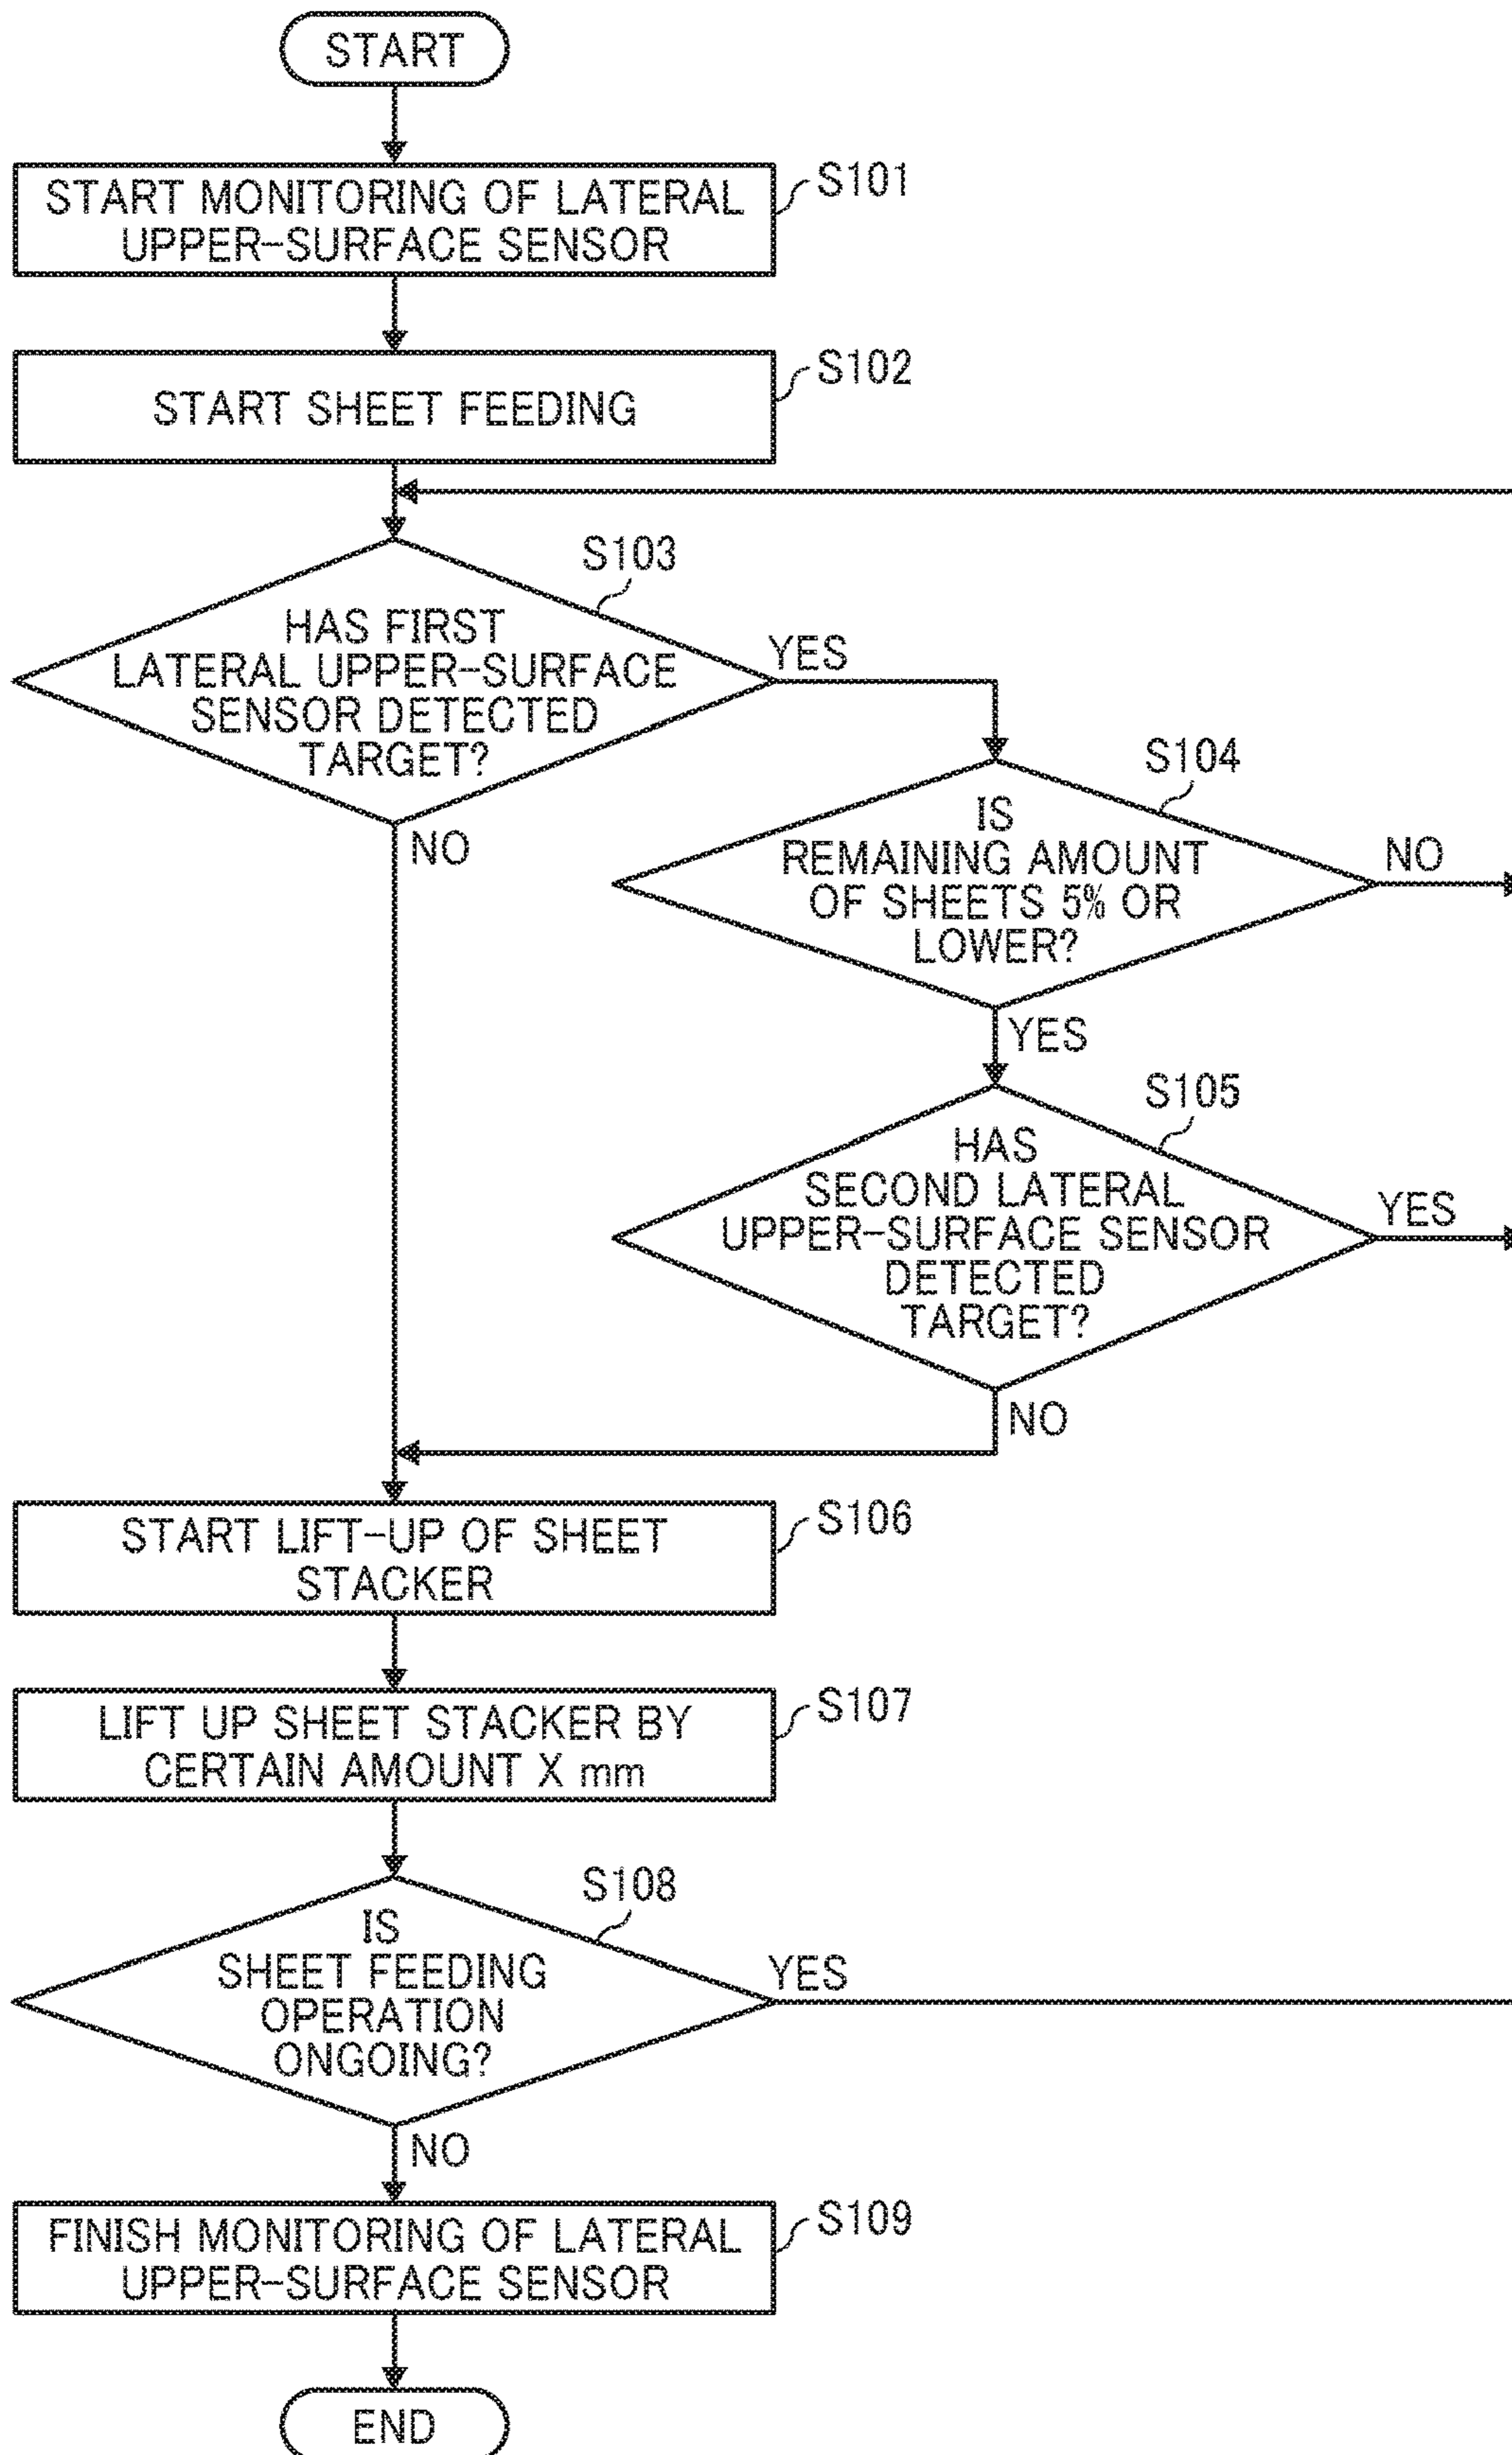 START
START MONITORING OF LATERAL
UPPER-SURFACE SENSOR
S101
START SHEET FEEDING
S102
S103
HAS FIRST
LATERAL UPPER-SURFACE
SENSOR DETECTED
TARGET?
YES
NO
S104
IS
REMAINING AMOUNT
OF SHEETS 5% OR
LOWER?
NO
YES
S105
HAS
SECOND LATERAL
UPPER-SURFACE SENSOR
DETECTED
TARGET?
YES
NO
START LIFT-UP OF SHEET
STACKER
S106
LIFT UP SHEET STACKER BY
CERTAIN AMOUNT X mm
S107
S108
IS
SHEET FEEDING
OPERATION
ONGOING?
YES
NO
FINISH MONITORING OF LATERAL
UPPER-SURFACE SENSOR
S109
END